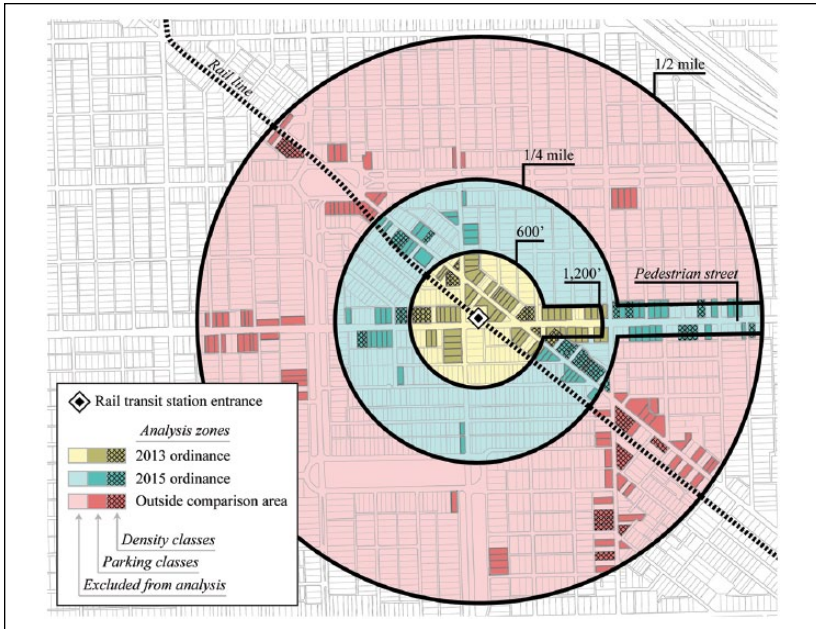 1/2 mile
Rail line
1/4 mile
600'
1,200'
Pedestrian street
Rail transit station entrance
Analysis zones
2013 ordinance
2015 ordinance
Outside comparison area
Density classes
Parking classes
Excluded from analysis